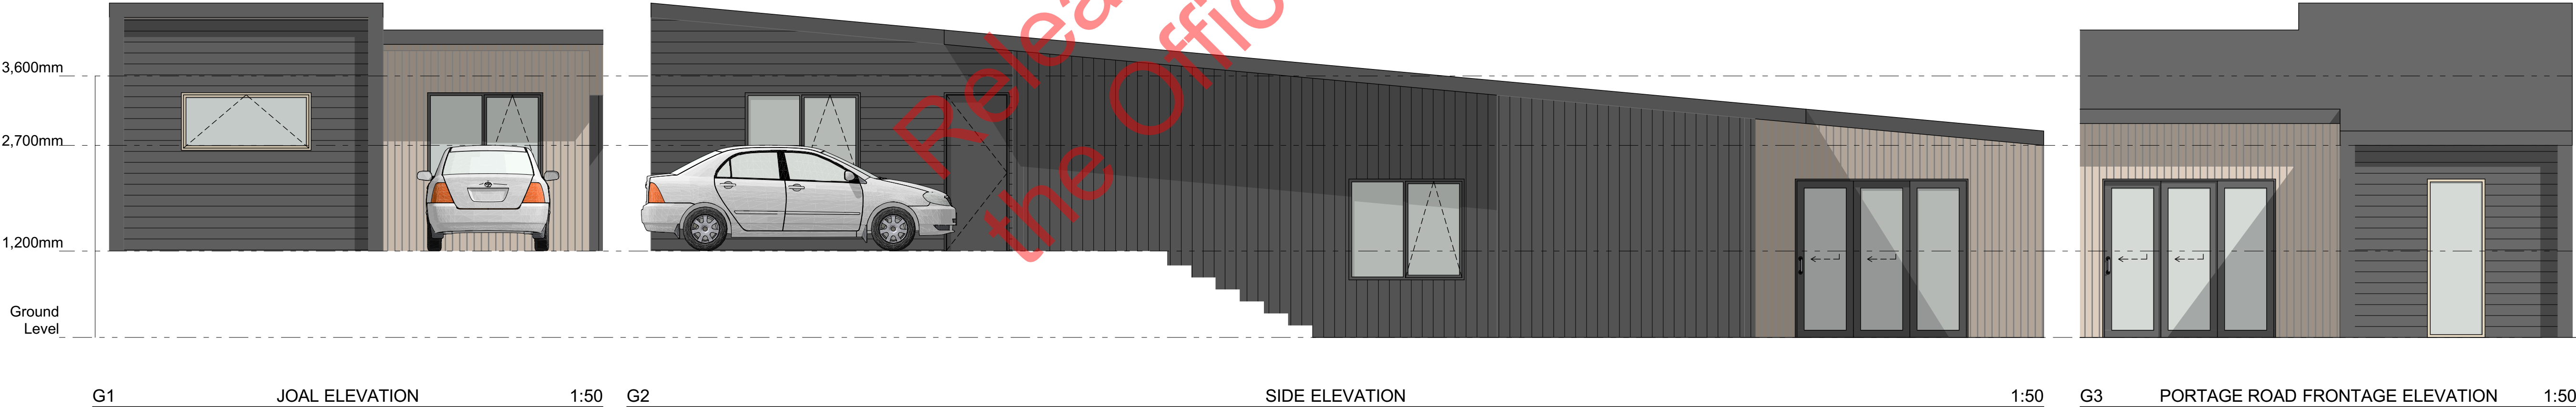 3,600mm
2,700mm
1,200mm
Ground
Level
G1 JOAL ELEVATION 1:50
G2 SIDE ELEVATION 1:50
G3 PORTAGE ROAD FRONTAGE ELEVATION 1:50
the